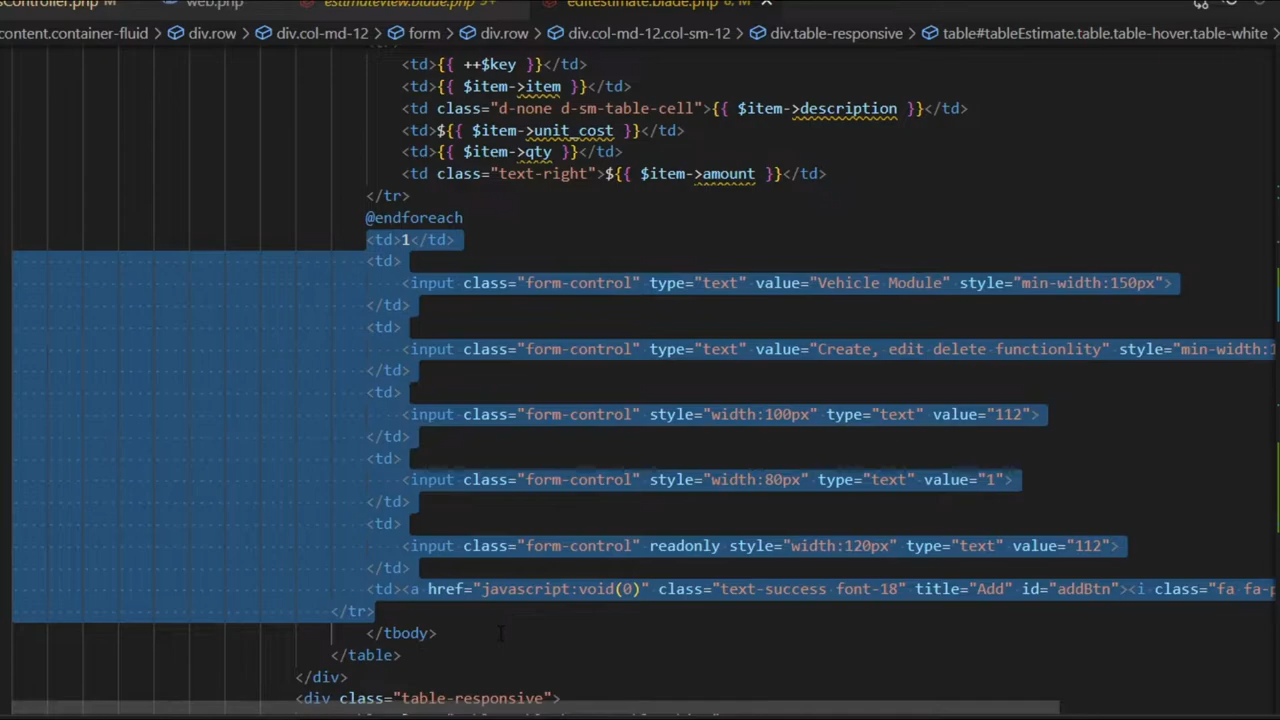 sController.php M web.php estimateview.blade.php 9+ editestimate.blade.php 8, M
content.container-fluid > div.row > div.col-md-12 > form > div.row > div.col-md-12.col-sm-12 > div.table-responsive > table#tableEstimate.table.table-hover.table-white
<td>{{ ++$key }}</td>
<td>{{ $item->item }}</td>
<td class="d-none d-sm-table-cell">{{ $item->description }}</td>
<td>${{ $item->unit_cost }}</td>
<td>{{ $item->qty }}</td>
<td class="text-right">${{ $item->amount }}</td>
</tr>
@endforeach
<td>1</td>
<td>
<input class="form-control" type="text" value="Vehicle Module" style="min-width:150px">
</td>
<td>
<input class="form-control" type="text" value="Create, edit delete functionlity" style="min-width:1
</td>
<td>
<input class="form-control" style="width:100px" type="text" value="112">
</td>
<td>
<input class="form-control" style="width:80px" type="text" value="1">
</td>
<td>
<input class="form-control" readonly style="width:120px" type="text" value="112">
</td>
<td><a href="javascript:void(0)" class="text-success font-18" title="Add" id="addBtn"><i class="fa fa-p
</tr>
</tbody>
</table>
</div>
<div class="table-responsive">